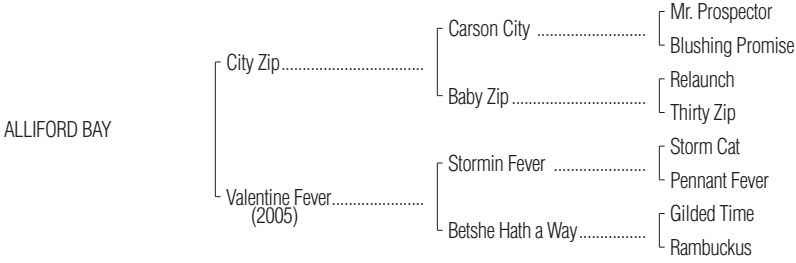 Mr. Prospector
Carson City ..........................
Blushing Promise
City Zip..................................
Relaunch
Baby Zip................................
Thirty Zip
ALLIFORD BAY
Storm Cat
Stormin Fever ......................
Pennant Fever
Valentine Fever......................
(2005)
Gilded Time
Betshe Hath a Way................
Rambuckus